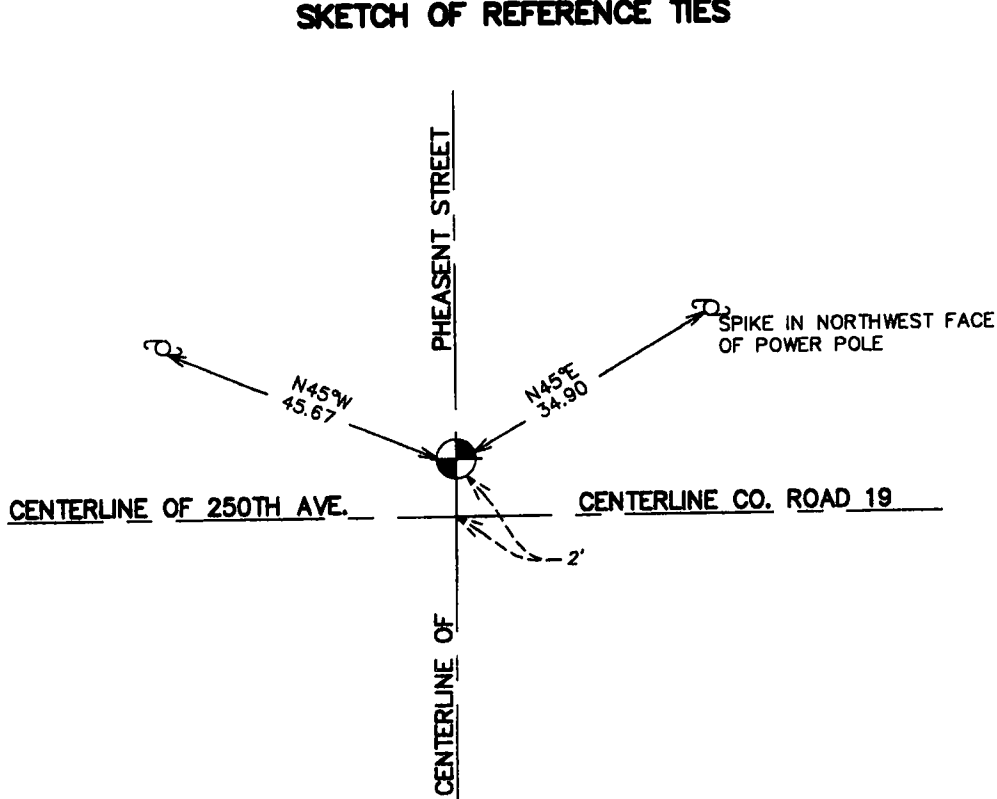 SKETCH OF REFERENCE TIES
PHEASENT STREET
SPIKE IN NORTHWEST FACE
OF POWER POLE
N45°W
45.67
N45°E
34.90
CENTERLINE OF 250TH AVE.
CENTERLINE CO. ROAD 19
2'
CENTERLINE OF